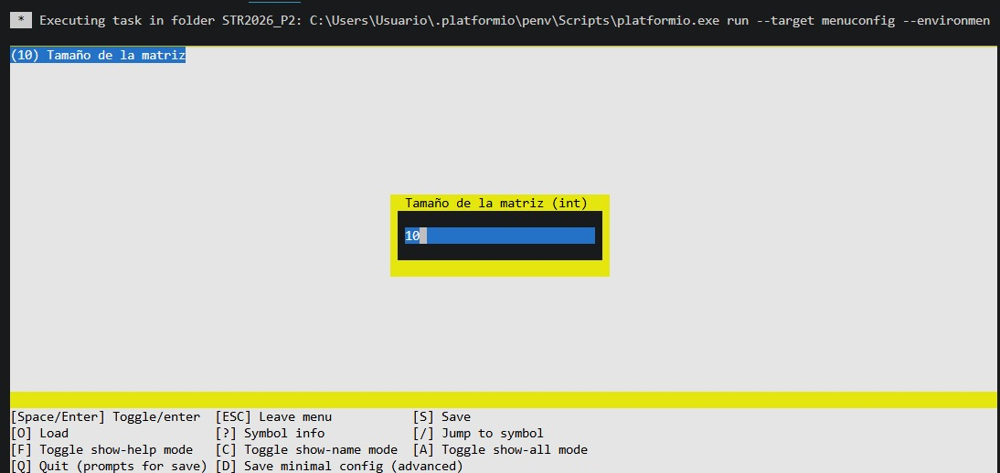 * Executing task in folder STR2026_P2: C:\Users\Usuario\.platformio\penv\Scripts\platformio.exe run --target menuconfig --environmen
(10) Tamaño de la matriz
Tamaño de la matriz (int)
10
[Space/Enter] Toggle/enter [ESC] Leave menu [S] Save
[O] Load [?] Symbol info [/] Jump to symbol
[F] Toggle show-help mode [C] Toggle show-name mode [A] Toggle show-all mode
[Q] Quit (prompts for save) [D] Save minimal config (advanced)